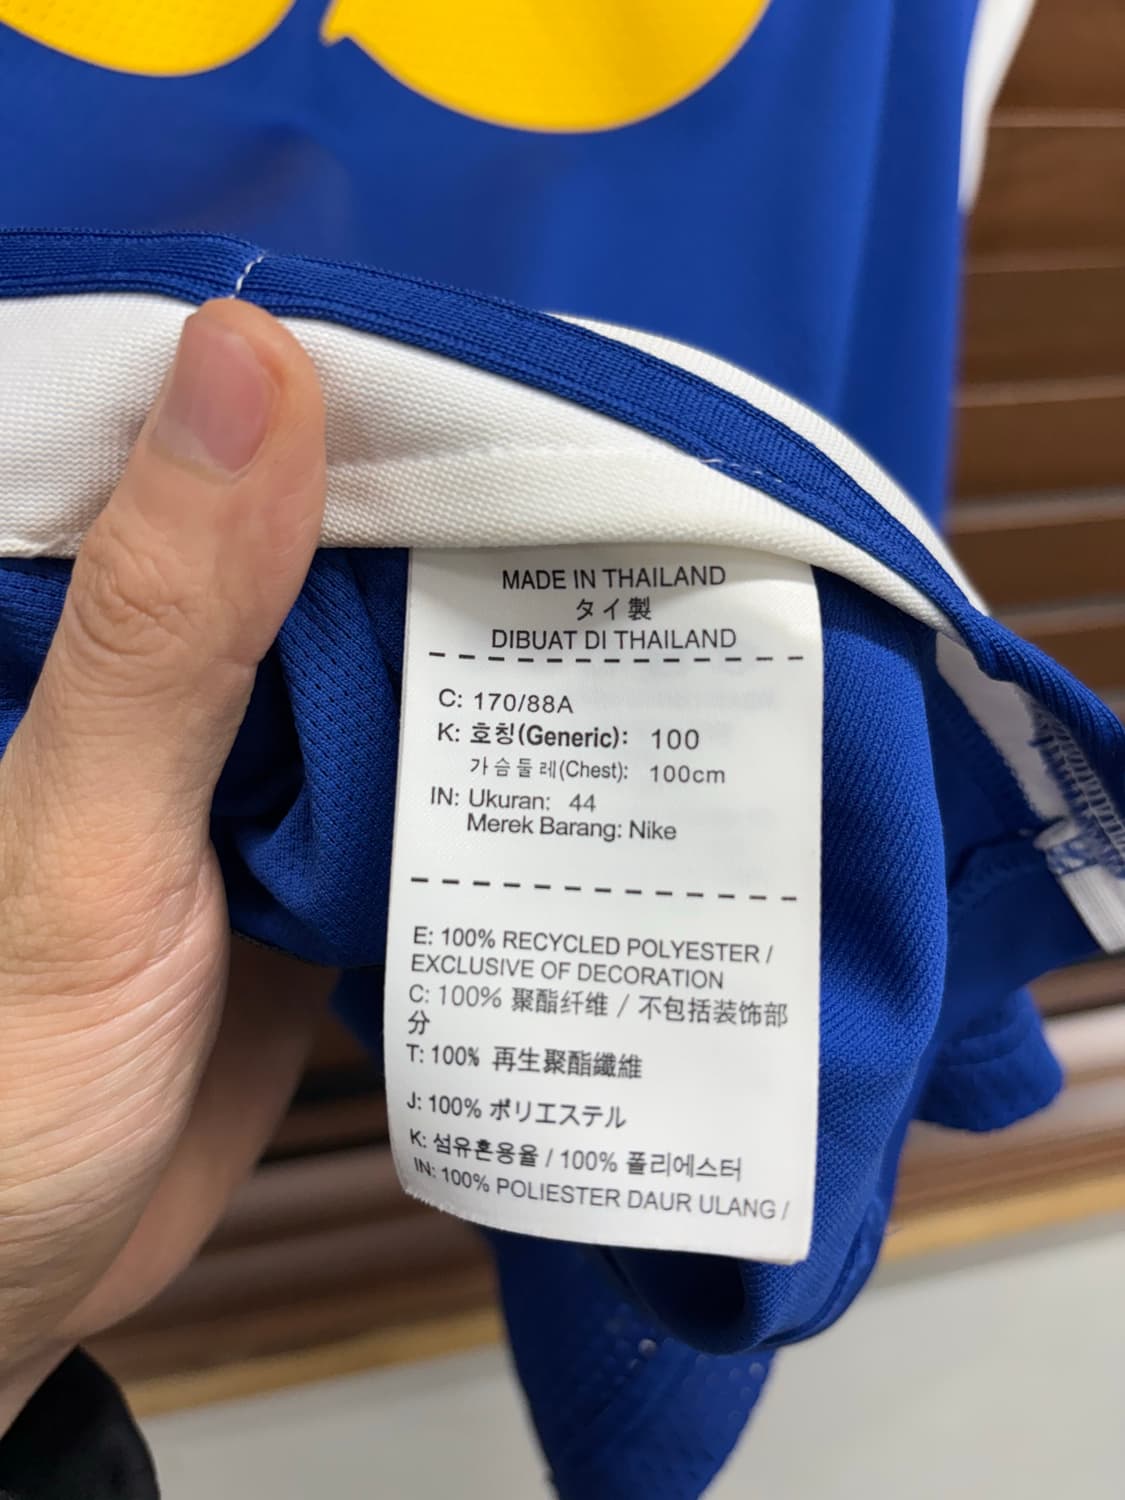 MADE IN THAILAND
タイ製
DIBUAT DI THAILAND
C: 170/88A
K: 호칭(Generic): 100
가슴둘레(Chest): 100cm
IN: Ukuran: 44
Merek Barang: Nike
E: 100% RECYCLED POLYESTER /
EXCLUSIVE OF DECORATION
C: 100% 聚酯纤维 / 不包括装饰部
分
T: 100% 再生聚酯纖維
J: 100% ポリエステル
K: 섬유혼용율 / 100% 폴리에스터
IN: 100% POLIESTER DAUR ULANG /